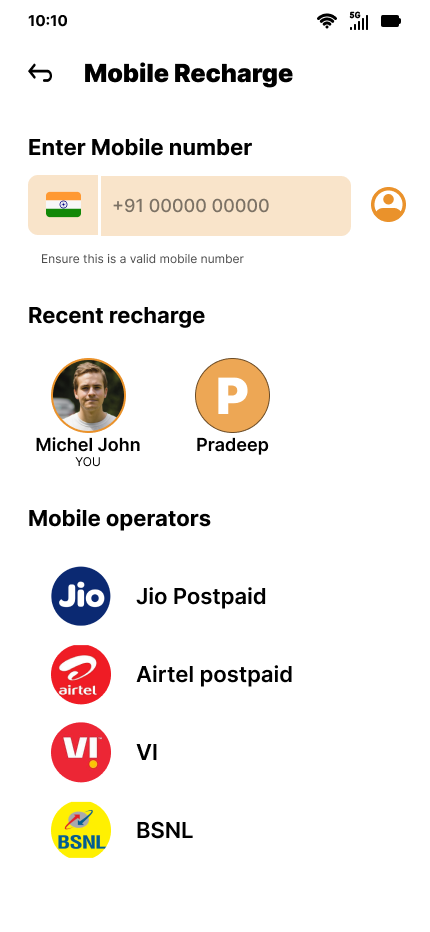 10:10
5G
Mobile Recharge
Enter Mobile number
+91 00000 00000
Ensure this is a valid mobile number
Recent recharge
P
Michel John
Pradeep
YOU
Mobile operators
Jio
Jio Postpaid
airtel
Airtel postpaid
VI
VI
BSNL
BSNL